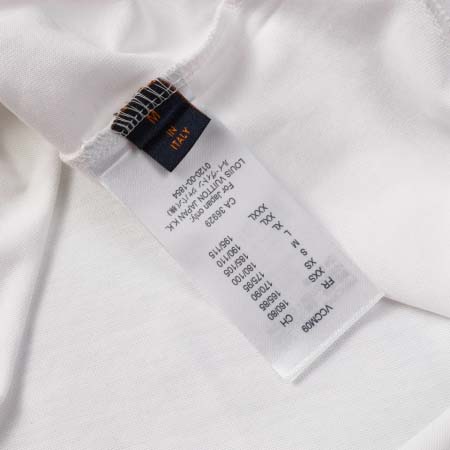 M
IN
ITALY
VCCM09
FR CH
XXS 160/80
XS 165/85
S 170/90
M 175/95
L 180/100
XL 185/105
XXL 190/110
XXXL 195/115
CA 36929
For Japan only:
LOUIS VUITTON JAPAN K.K.
ルイ・ヴィトン ジャパン(株)
0120-00-1854